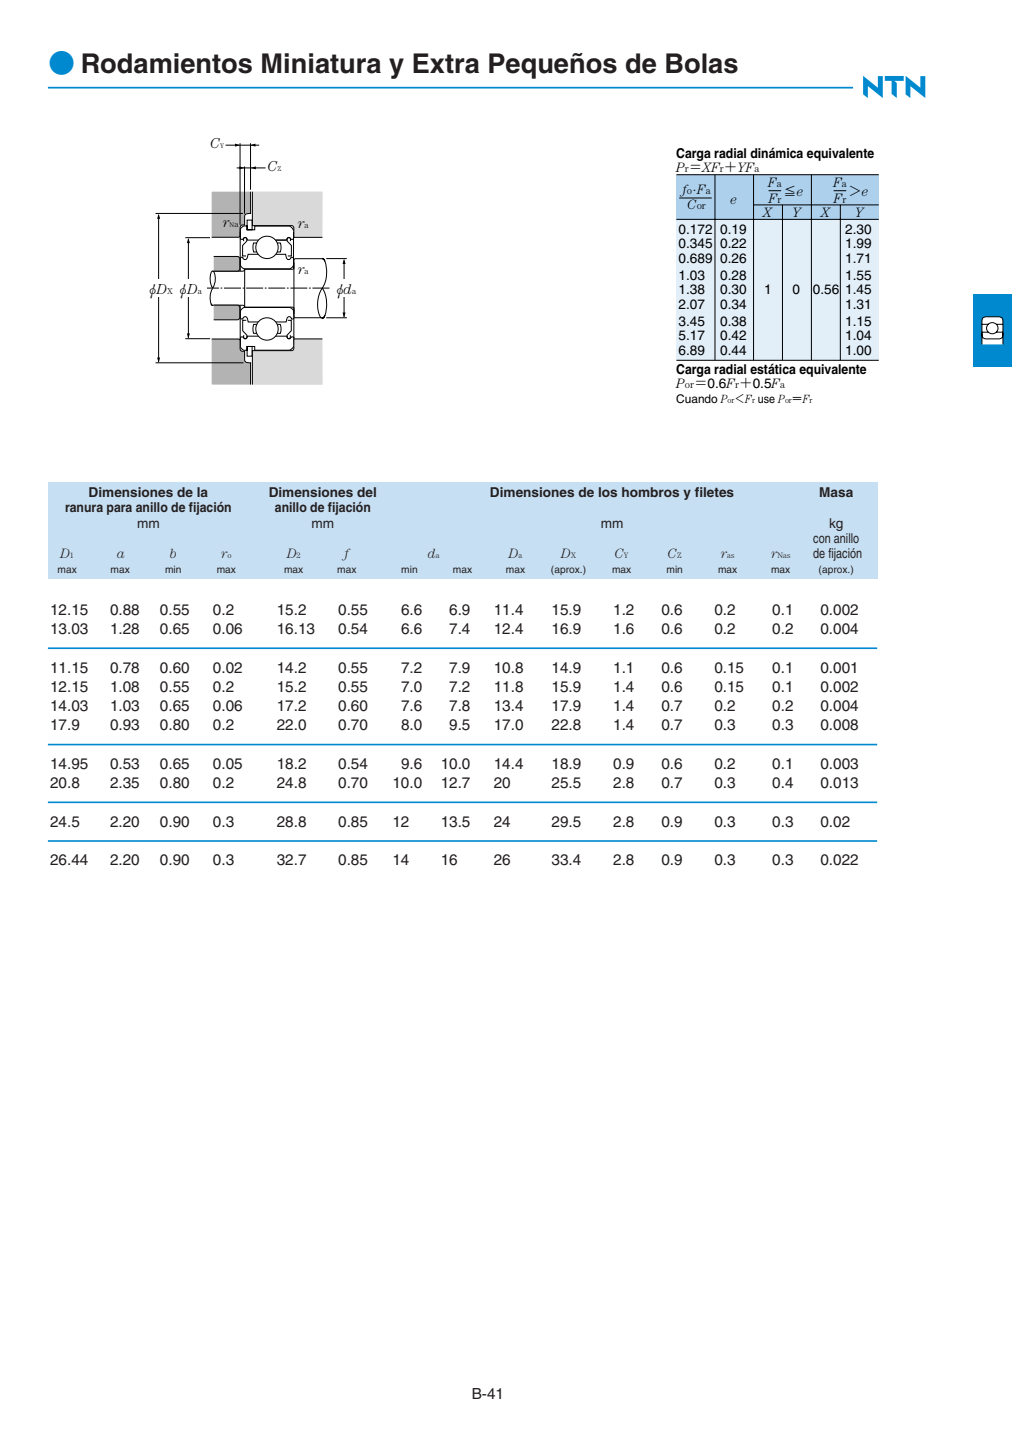 Rodamientos Miniatura y Extra Pequeños de Bolas
NTN
CY
CZ
rNa
ra
ra
φDX φDa
φda
Carga radial dinámica equivalente
Pr＝XFr＋YFa
fo·Fa/Cor e Fa/Fr≦e Fa/Fr＞e
X Y X Y
0.172 0.19 2.30
0.345 0.22 1.99
0.689 0.26 1.71
1.03 0.28 1.55
1.38 0.30 1 0 0.56 1.45
2.07 0.34 1.31
3.45 0.38 1.15
5.17 0.42 1.04
6.89 0.44 1.00
Carga radial estática equivalente
Por＝0.6Fr＋0.5Fa
Cuando Por＜Fr use Por＝Fr
Dimensiones de la Dimensiones del Dimensiones de los hombros y filetes Masa
ranura para anillo de fijación anillo de fijación
mm mm mm kg
con anillo
D1 a b ro D2 f da Da DX CY CZ ras rNas de fijación
max max min max max max min max max (aprox.) max min max max (aprox.)
12.15 0.88 0.55 0.2 15.2 0.55 6.6 6.9 11.4 15.9 1.2 0.6 0.2 0.1 0.002
13.03 1.28 0.65 0.06 16.13 0.54 6.6 7.4 12.4 16.9 1.6 0.6 0.2 0.2 0.004
11.15 0.78 0.60 0.02 14.2 0.55 7.2 7.9 10.8 14.9 1.1 0.6 0.15 0.1 0.001
12.15 1.08 0.55 0.2 15.2 0.55 7.0 7.2 11.8 15.9 1.4 0.6 0.15 0.1 0.002
14.03 1.03 0.65 0.06 17.2 0.60 7.6 7.8 13.4 17.9 1.4 0.7 0.2 0.2 0.004
17.9 0.93 0.80 0.2 22.0 0.70 8.0 9.5 17.0 22.8 1.4 0.7 0.3 0.3 0.008
14.95 0.53 0.65 0.05 18.2 0.54 9.6 10.0 14.4 18.9 0.9 0.6 0.2 0.1 0.003
20.8 2.35 0.80 0.2 24.8 0.70 10.0 12.7 20 25.5 2.8 0.7 0.3 0.4 0.013
24.5 2.20 0.90 0.3 28.8 0.85 12 13.5 24 29.5 2.8 0.9 0.3 0.3 0.02
26.44 2.20 0.90 0.3 32.7 0.85 14 16 26 33.4 2.8 0.9 0.3 0.3 0.022
B-41